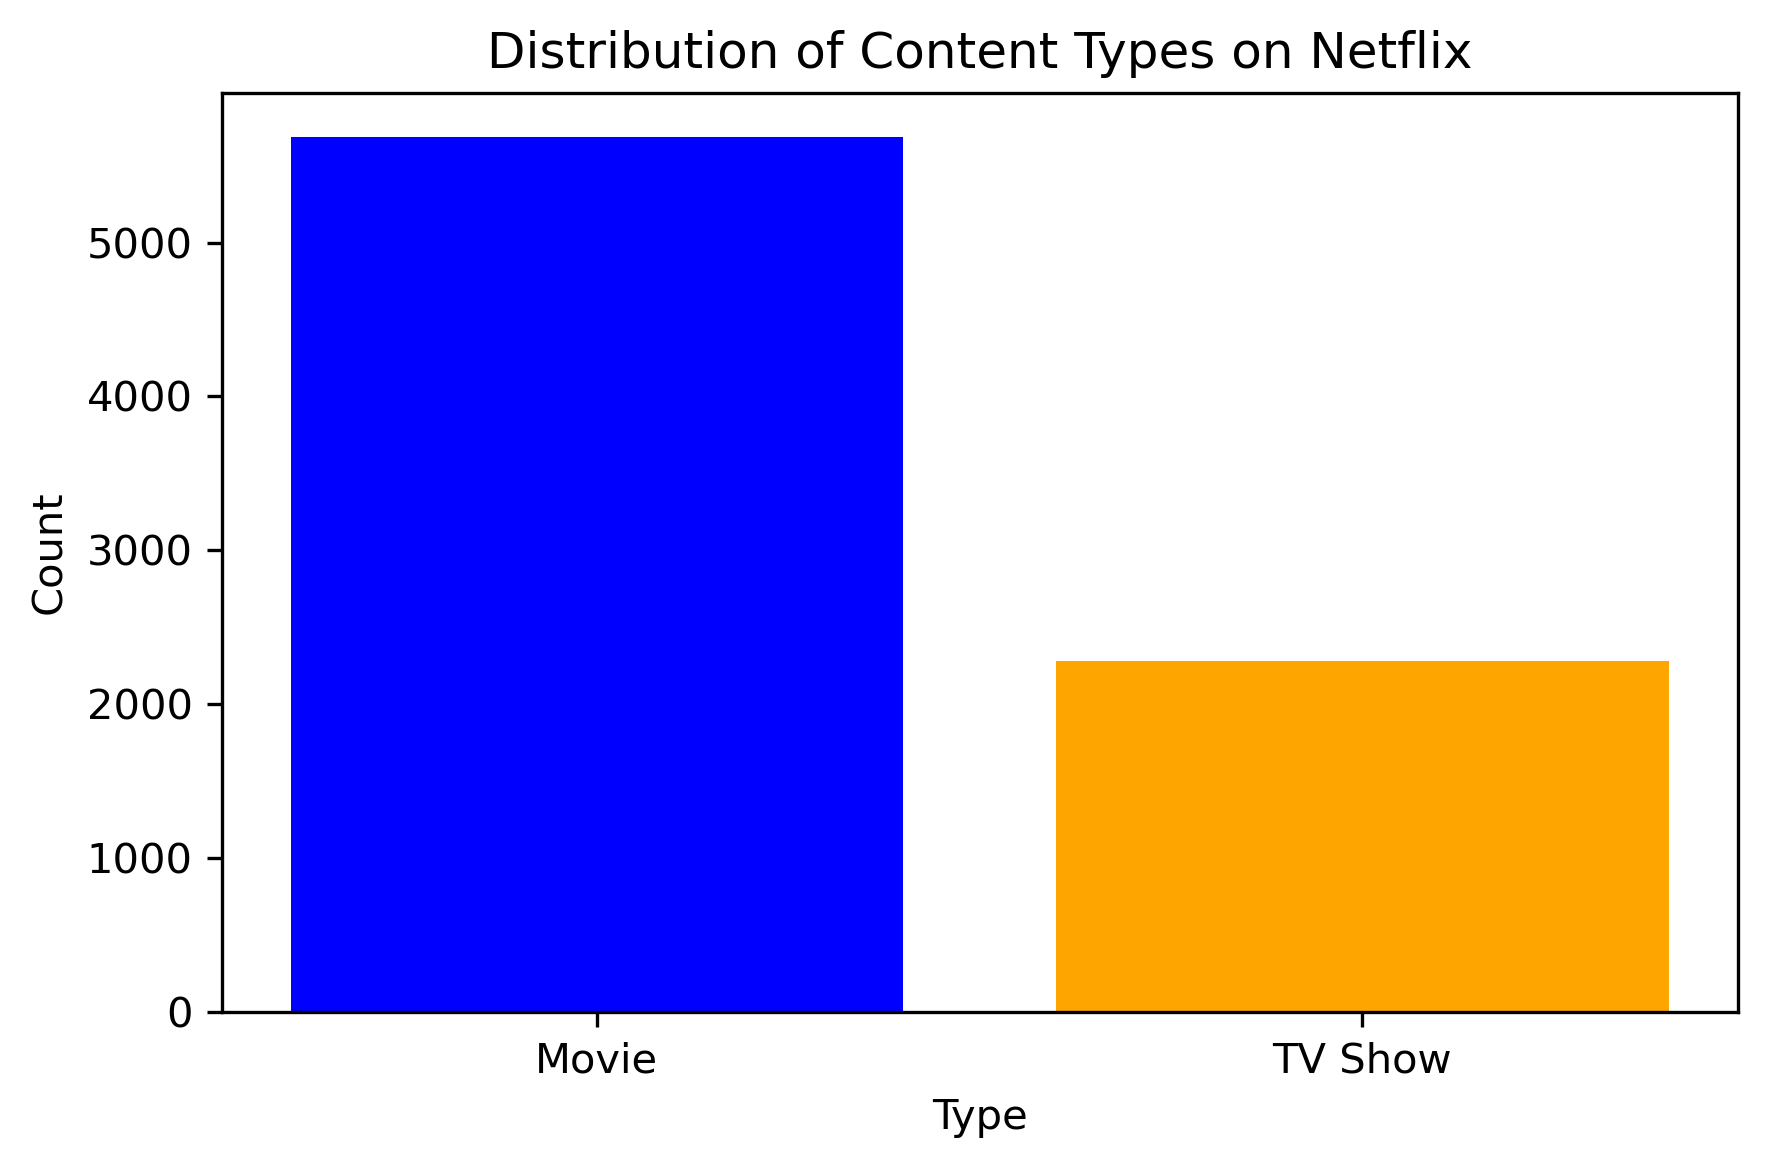 Distribution of Content Types on Netflix
5000
4000
3000
2000
1000
0
Count
Movie
TV Show
Type